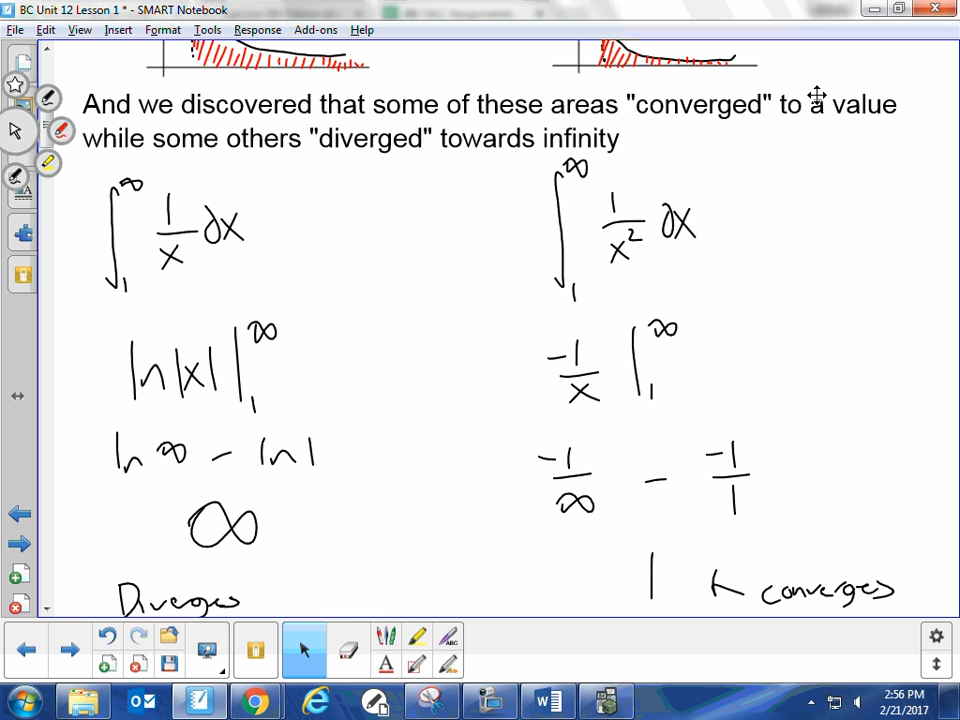 BC Unit 12 Lesson 1 * - SMART Notebook
File Edit View Insert Format Tools Response Add-ons Help
And we discovered that some of these areas "converged" to a value
while some others "diverged" towards infinity
∫₁^∞ 1/x dx
ln|x| |₁^∞
ln ∞ - ln 1
∞
Diverges
∫₁^∞ 1/x² dx
-1/x |₁^∞
-1/∞ - -1/1
1 ← converges
2:56 PM
2/21/2017